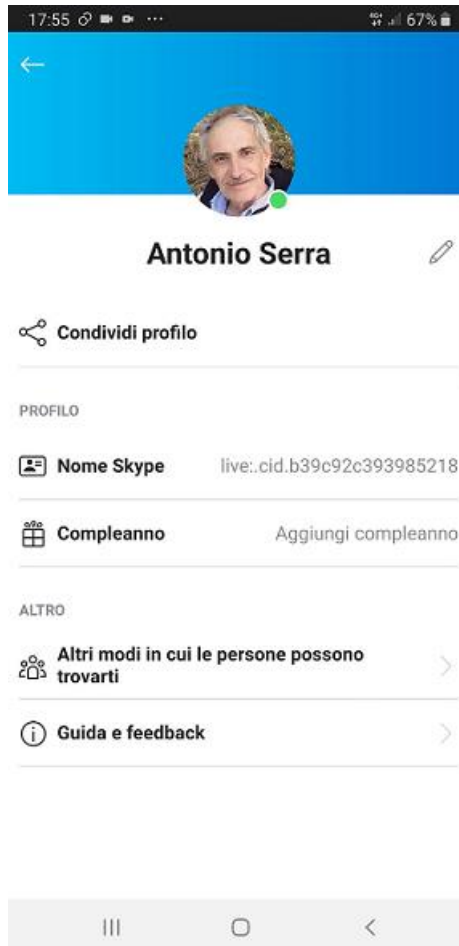 17:55
67%
Antonio Serra
Condividi profilo
PROFILO
Nome Skype live:.cid.b39c92c393985218
Compleanno Aggiungi compleanno
ALTRO
Altri modi in cui le persone possono
trovarti
Guida e feedback